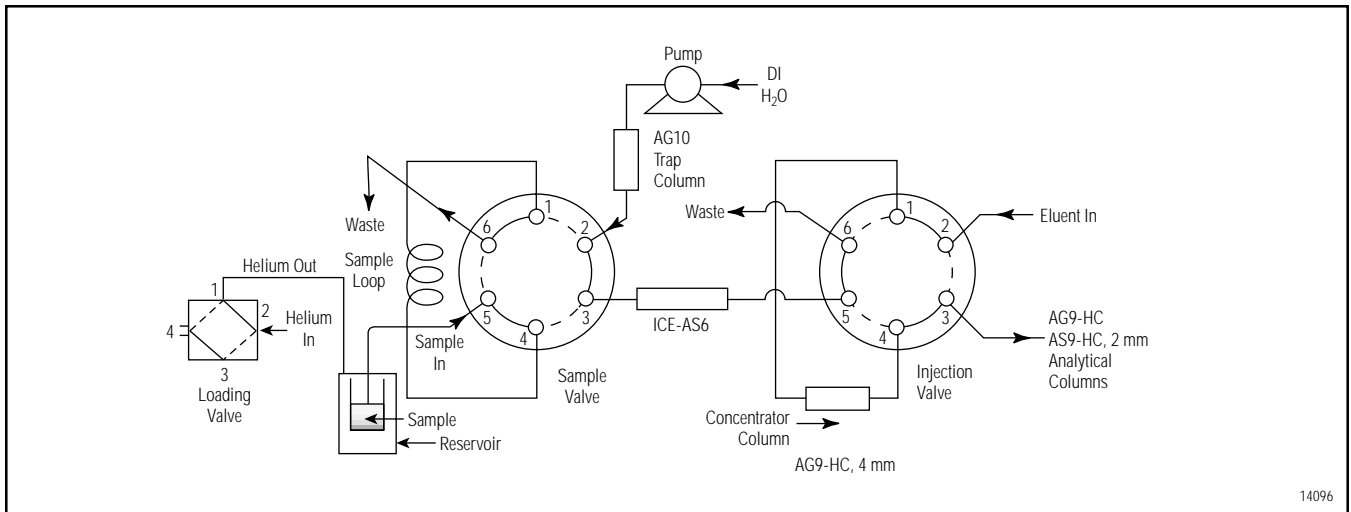 Pump
DI
H₂O
AG10
Trap
Column
Waste
Sample
Loop
1
2
3
4
5
6
Sample
Valve
Sample
In
Helium Out
1
2
3
4
Helium
In
Loading
Valve
Sample
Reservoir
ICE-AS6
Waste
1
2
3
4
5
6
Eluent In
AG9-HC
AS9-HC, 2 mm
Analytical
Columns
Injection
Valve
Concentrator
Column
AG9-HC, 4 mm
14096